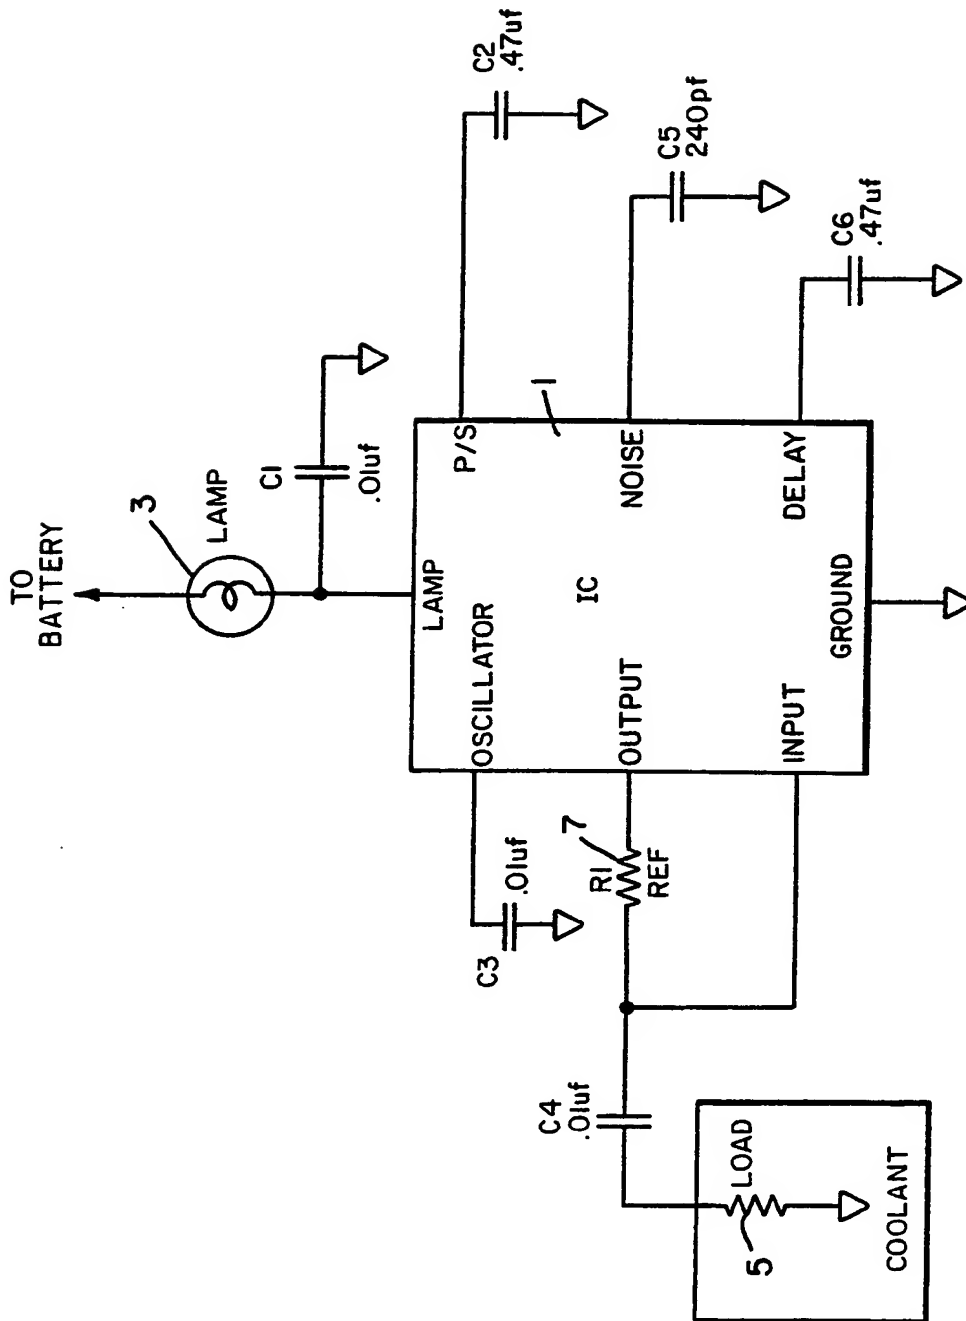 TO
BATTERY
3
LAMP
C1
.01uf
C2
.47uf
LAMP
OSCILLATOR
P/S
1
C5
240pf
C3
.01uf
IC
NOISE
7
R1
REF
OUTPUT
C6
.47uf
C4
.01uf
INPUT
GROUND
DELAY
LOAD
5
COOLANT